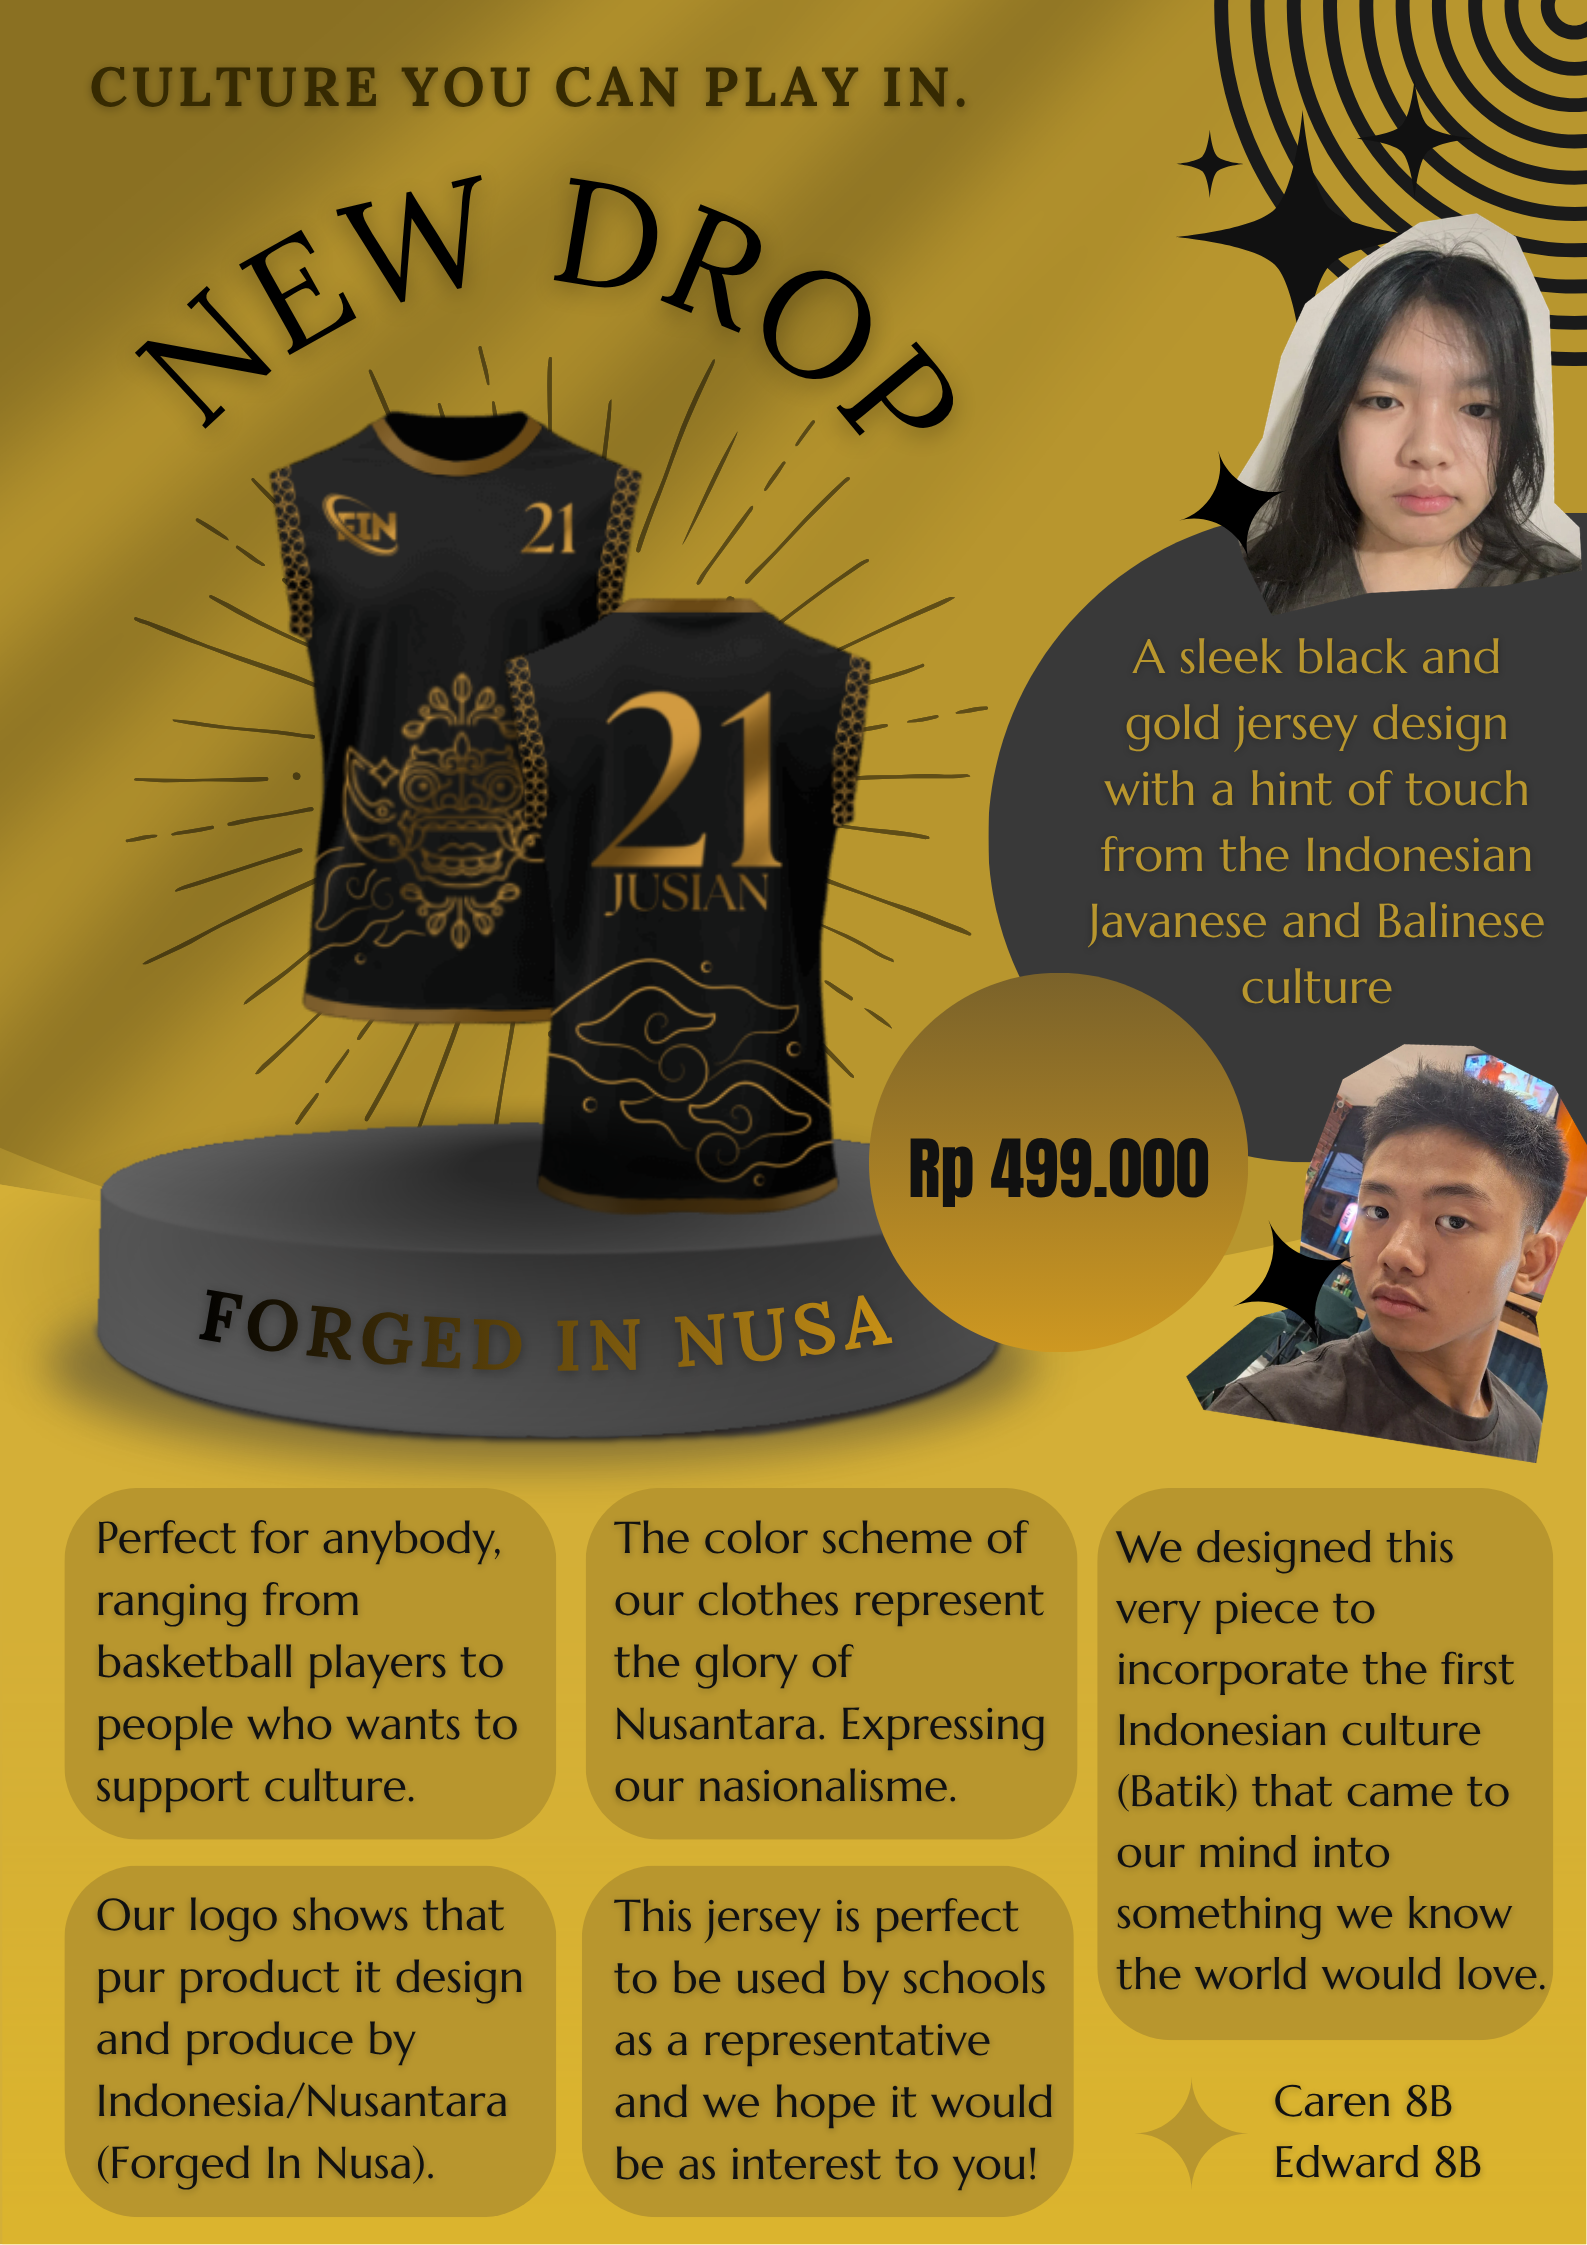 CULTURE YOU CAN PLAY IN.
NEW DROP
FIN
21
21
JUSIAN
A sleek black and
gold jersey design
with a hint of touch
from the Indonesian
Javanese and Balinese
culture
Rp 499.000
FORGED IN NUSA
Perfect for anybody,
ranging from
basketball players to
people who wants to
support culture.
The color scheme of
our clothes represent
the glory of
Nusantara. Expressing
our nasionalisme.
We designed this
very piece to
incorporate the first
Indonesian culture
(Batik) that came to
our mind into
something we know
the world would love.
Our logo shows that
pur product it design
and produce by
Indonesia/Nusantara
(Forged In Nusa).
This jersey is perfect
to be used by schools
as a representative
and we hope it would
be as interest to you!
Caren 8B
Edward 8B